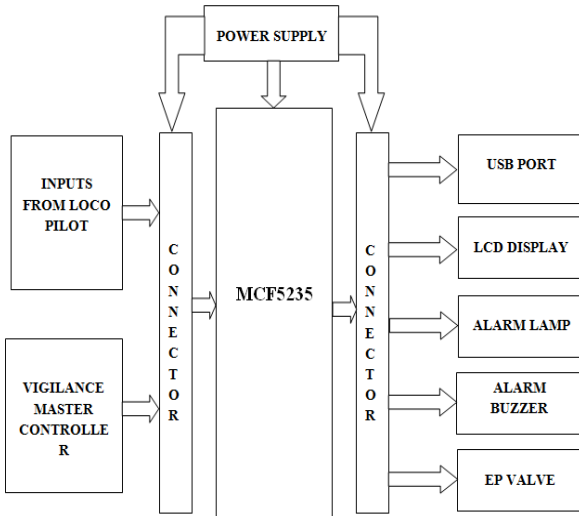 POWER SUPPLY
INPUTS
FROM LOCO
PILOT
VIGILANCE
MASTER
CONTROLLE
R
C
O
N
N
E
C
T
O
R
MCF5235
C
O
N
N
E
C
T
O
R
USB PORT
LCD DISPLAY
ALARM LAMP
ALARM
BUZZER
EP VALVE